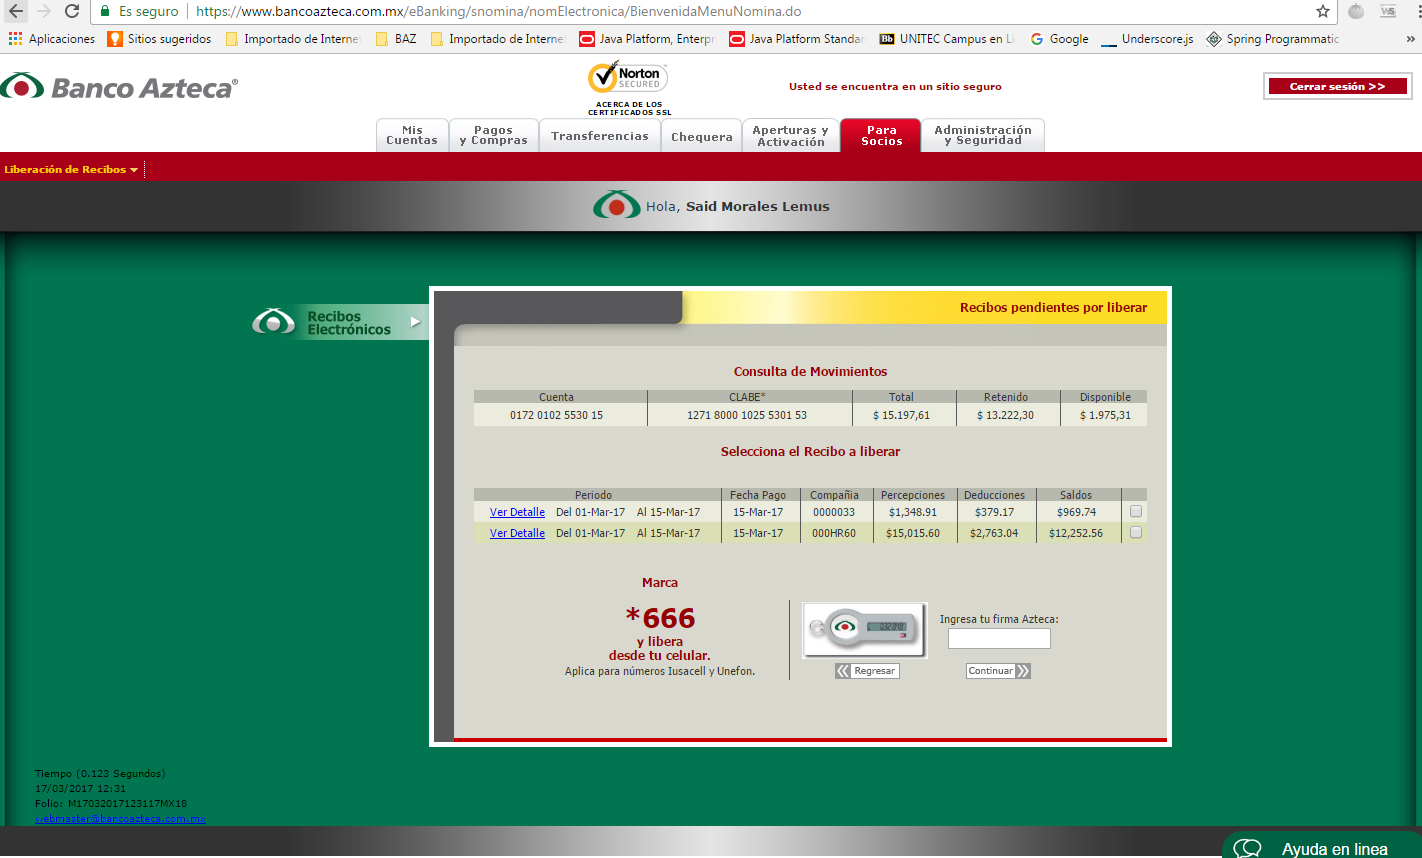 Es seguro https://www.bancoazteca.com.mx/eBanking/snomina/nomElectronica/BienvenidaMenuNomina.do
Aplicaciones Sitios sugeridos Importado de Interne BAZ Importado de Interne Java Platform, Enterpr Java Platform Standar Bb UNITEC Campus en Lí Google Underscore.js Spring Programmatic »
Banco Azteca®
Norton
SECURED
ACERCA DE LOS
CERTIFICADOS SSL
Usted se encuentra en un sitio seguro
Cerrar sesión >>
Mis Cuentas
Pagos y Compras
Transferencias
Chequera
Aperturas y Activación
Para Socios
Administración y Seguridad
Liberación de Recibos
Hola, Said Morales Lemus
Recibos
Electrónicos
Recibos pendientes por liberar
Consulta de Movimientos
Cuenta CLABE* Total Retenido Disponible
0172 0102 5530 15 1271 8000 1025 5301 53 $ 15.197,61 $ 13.222,30 $ 1.975,31
Selecciona el Recibo a liberar
Periodo Fecha Pago Compañia Percepciones Deducciones Saldos
Ver Detalle Del 01-Mar-17 Al 15-Mar-17 15-Mar-17 0000033 $1,348.91 $379.17 $969.74
Ver Detalle Del 01-Mar-17 Al 15-Mar-17 15-Mar-17 000HR60 $15,015.60 $2,763.04 $12,252.56
Marca
*666
y libera
desde tu celular.
Aplica para números Iusacell y Unefon.
Ingresa tu firma Azteca:
Regresar
Continuar
Tiempo (0.123 Segundos)
17/03/2017 12:31
Folio: M17032017123117MX18
webmaster@bancoazteca.com.mx
Ayuda en linea